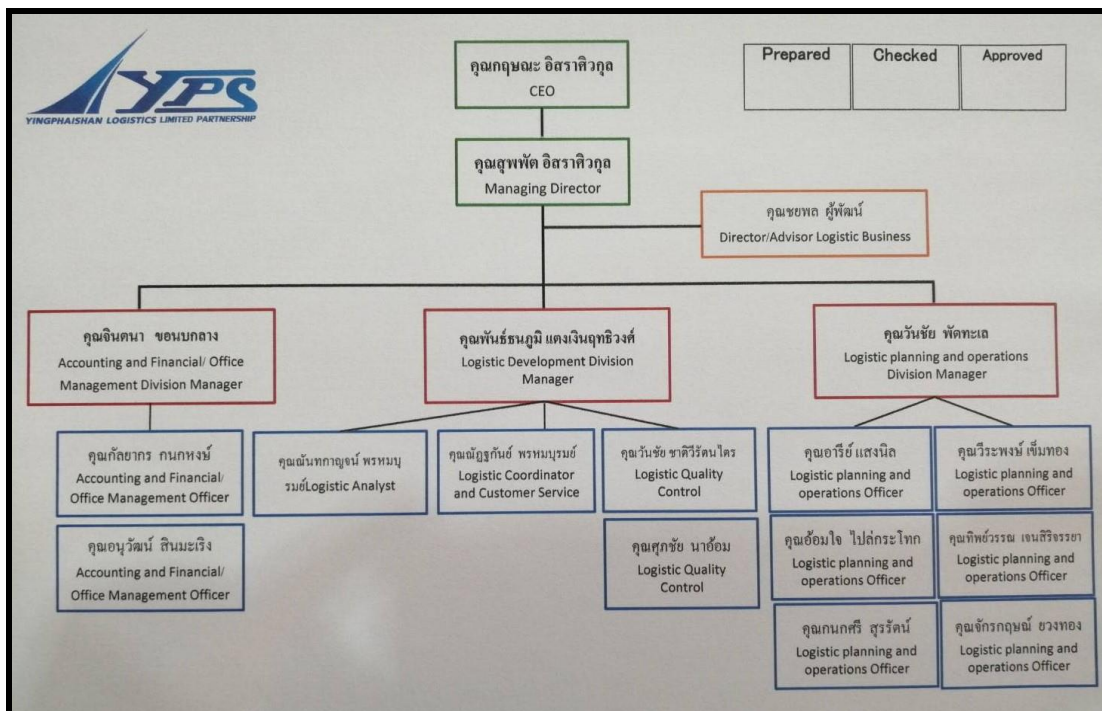 YPS
YINGPHAISHAN LOGISTICS LIMITED PARTNERSHIP
คุณกฤษณะ อิสราศิวกุล
CEO
Prepared
Checked
Approved
คุณสุพพัต อิสราศิวกุล
Managing Director
คุณชยพล ผู้พัฒน์
Director/Advisor Logistic Business
คุณจินตนา ขอนบกลาง
Accounting and Financial/ Office
Management Division Manager
คุณพันธ์ธนภูมิ แตงเงินฤทธิวงศ์
Logistic Development Division
Manager
คุณวันชัย พัดทะเล
Logistic planning and operations
Division Manager
คุณกัลยากร กนกหงษ์
Accounting and Financial/
Office Management Officer
คุณนันทกาญจน์ พรหมบุ
รมย์Logistic Analyst
คุณณัฏฐกันย์ พรหมบุรมย์
Logistic Coordinator
and Customer Service
คุณวันชัย ชาติวีรัตนไตร
Logistic Quality
Control
คุณอารีย์ แสงนิล
Logistic planning and
operations Officer
คุณวีระพงษ์ เข็มทอง
Logistic planning and
operations Officer
คุณอนุวัฒน์ สินมะเริง
Accounting and Financial/
Office Management Officer
คุณศุภชัย นาอ้อม
Logistic Quality
Control
คุณอ้อมใจ ไปล่กระโทก
Logistic planning and
operations Officer
คุณทิพย์วรรณ เจนสิริจรรยา
Logistic planning and
operations Officer
คุณกนกศรี สุรรัตน์
Logistic planning and
operations Officer
คุณจักรกฤษณ์ ยวงทอง
Logistic planning and
operations Officer